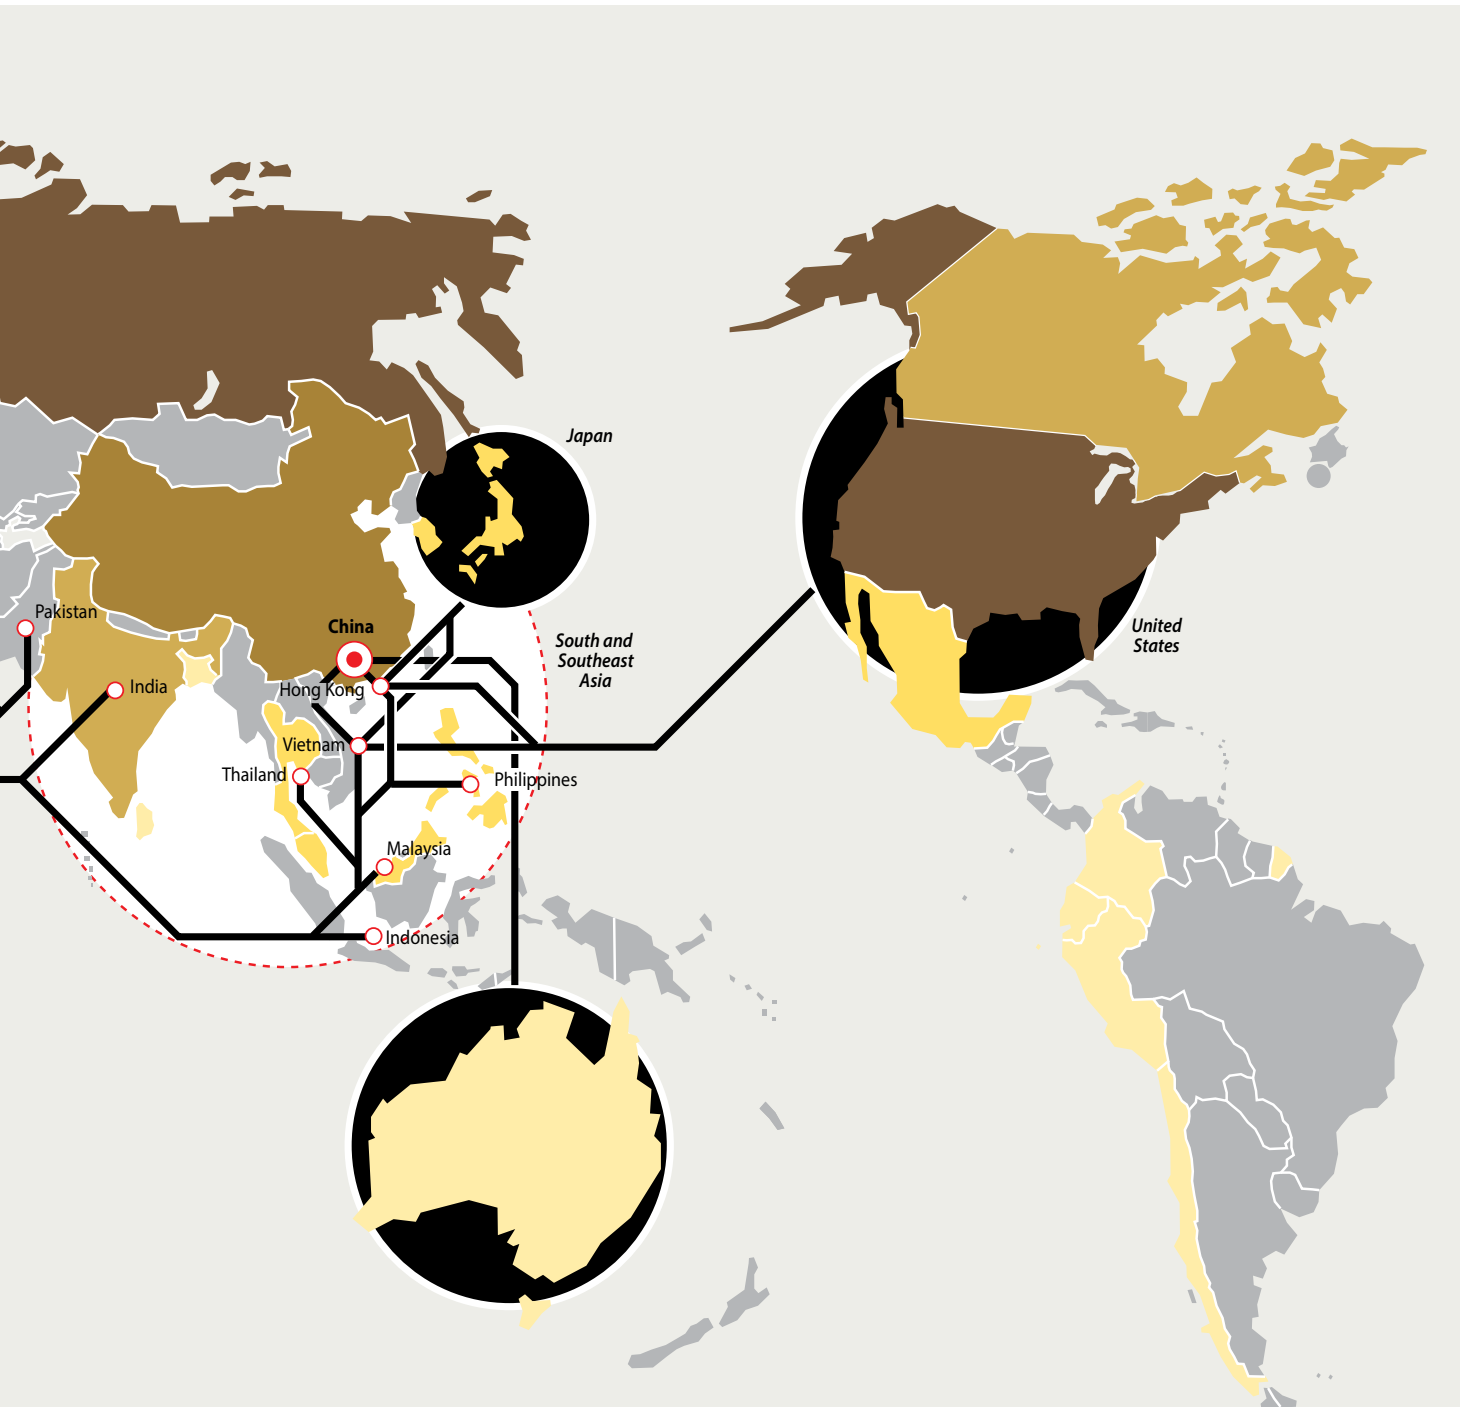 Japan
Pakistan
China
South and
Southeast
Asia
United
States
India
Hong Kong
Vietnam
Thailand
Philippines
Malaysia
Indonesia